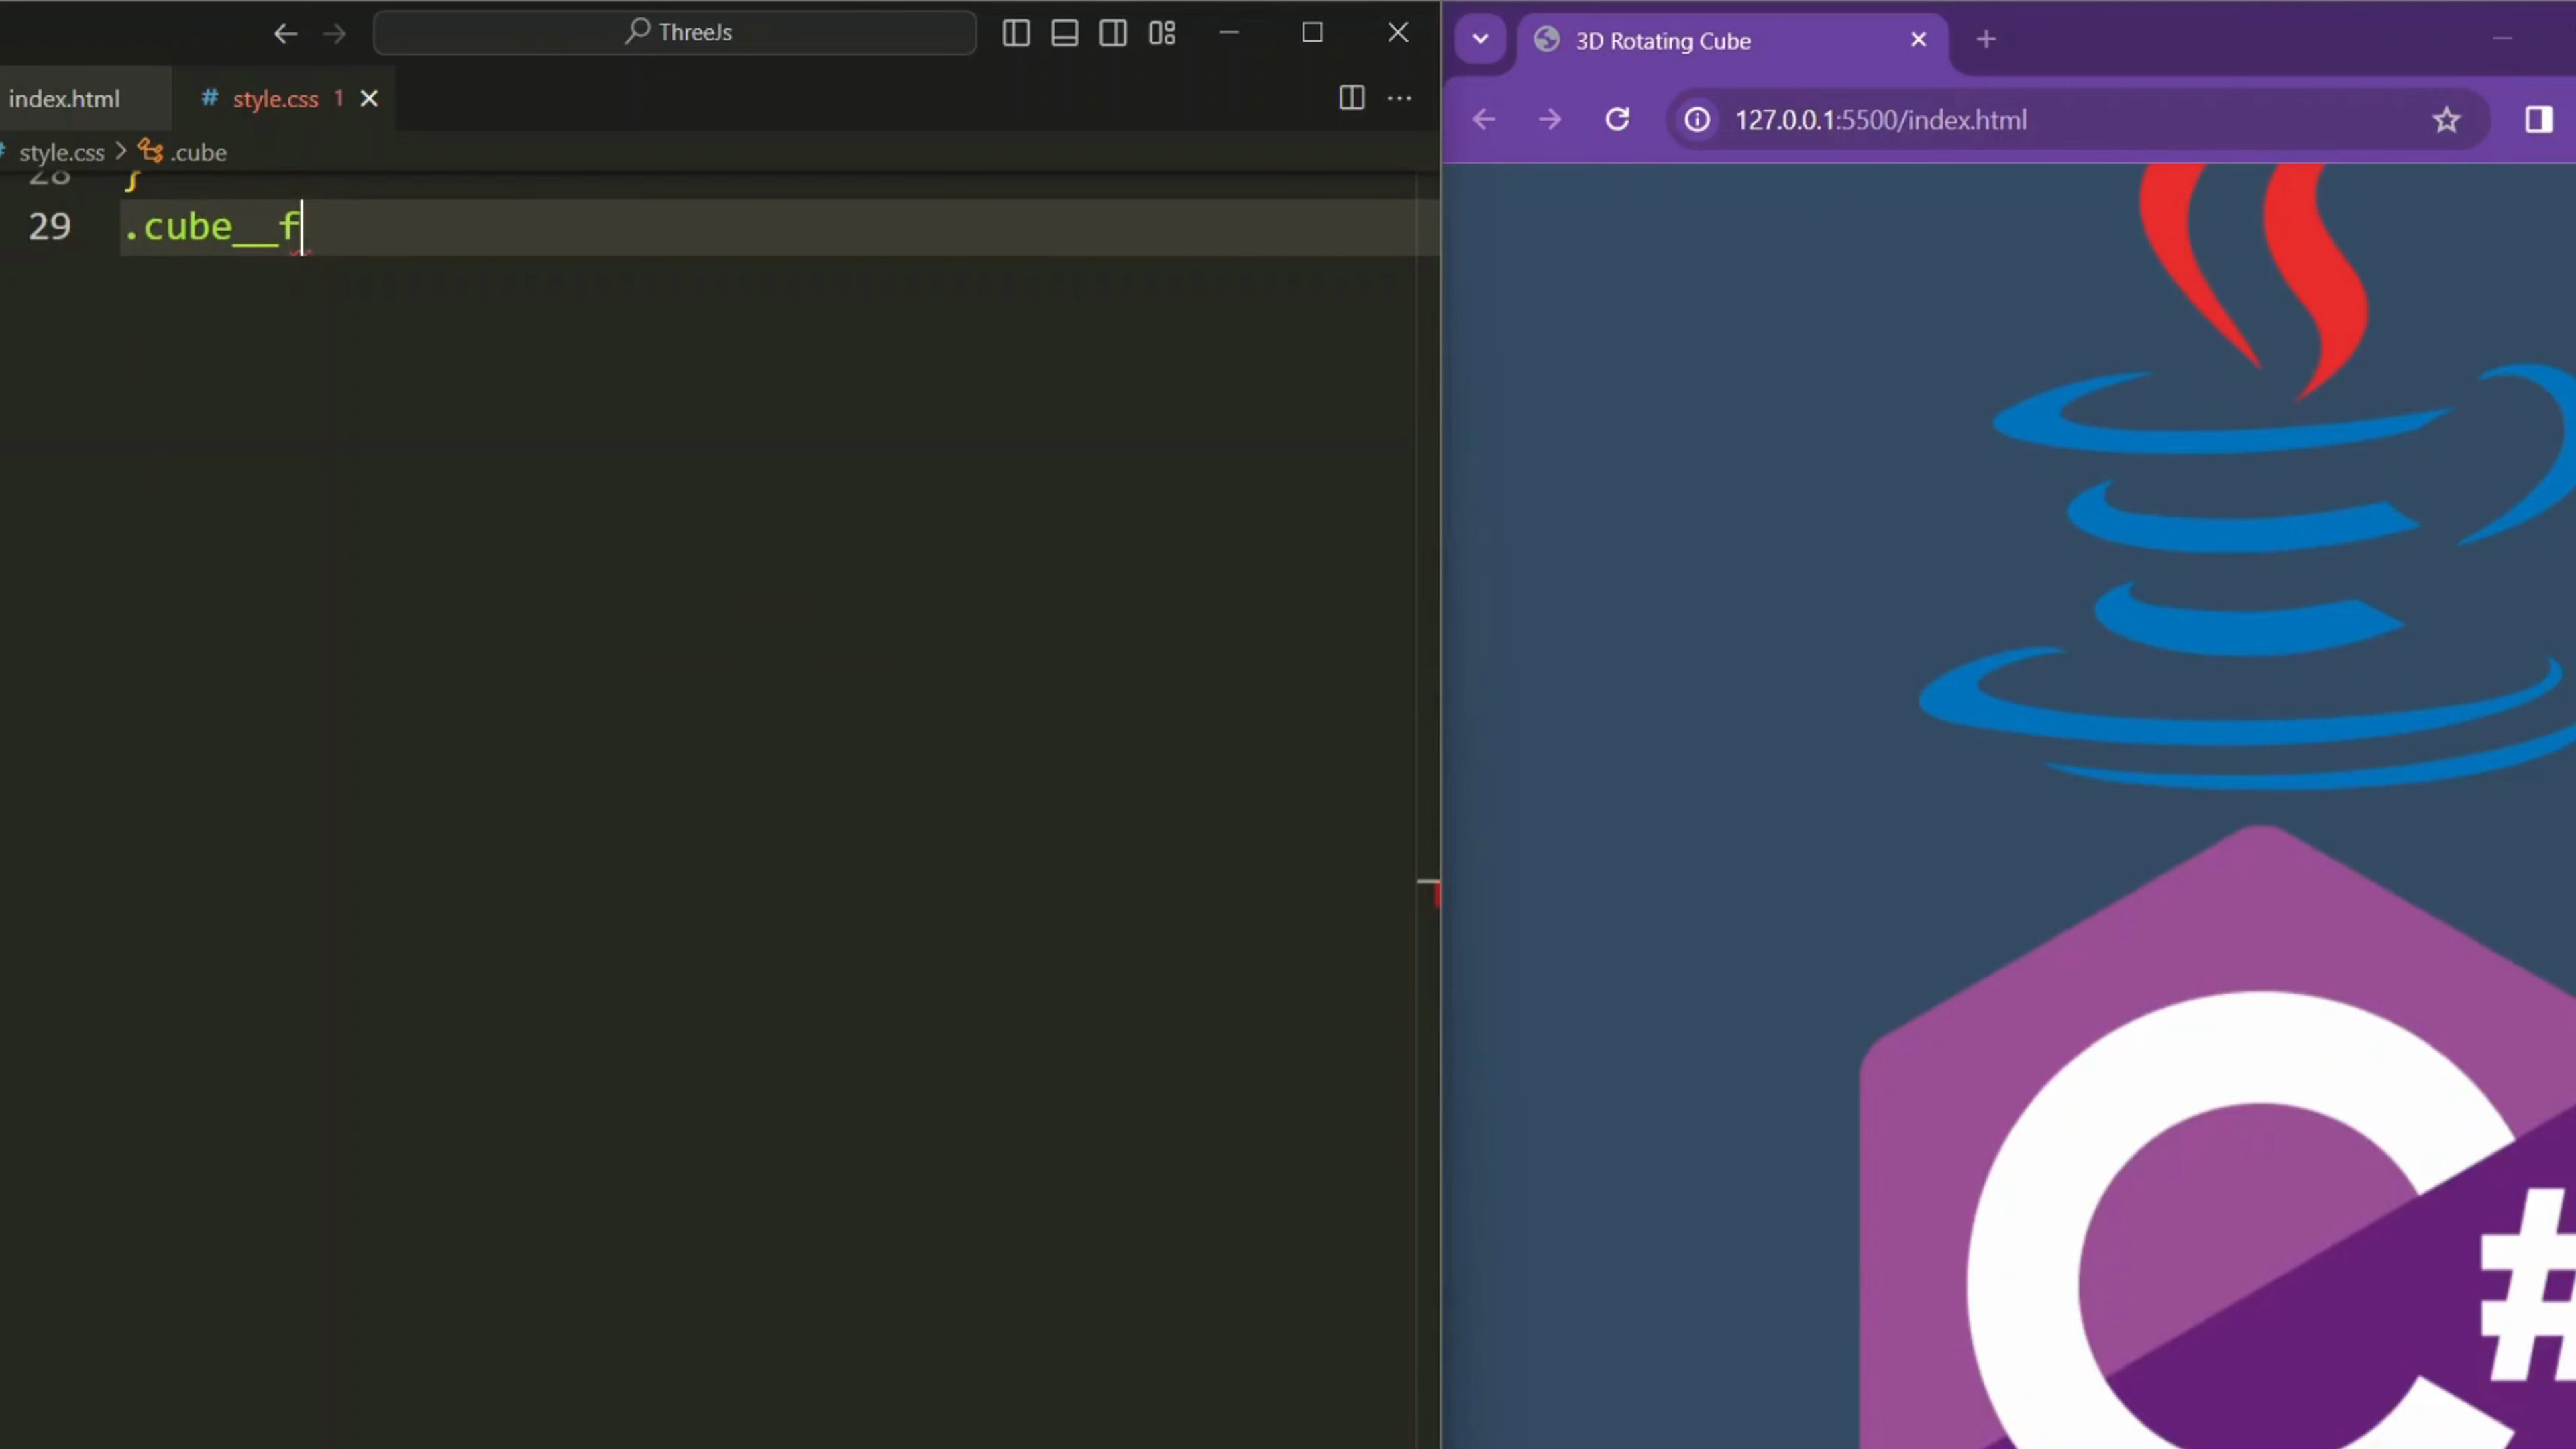 ThreeJs
index.html
# style.css 1
style.css > .cube
28 }
29 .cube__f
3D Rotating Cube
127.0.0.1:5500/index.html
C
#